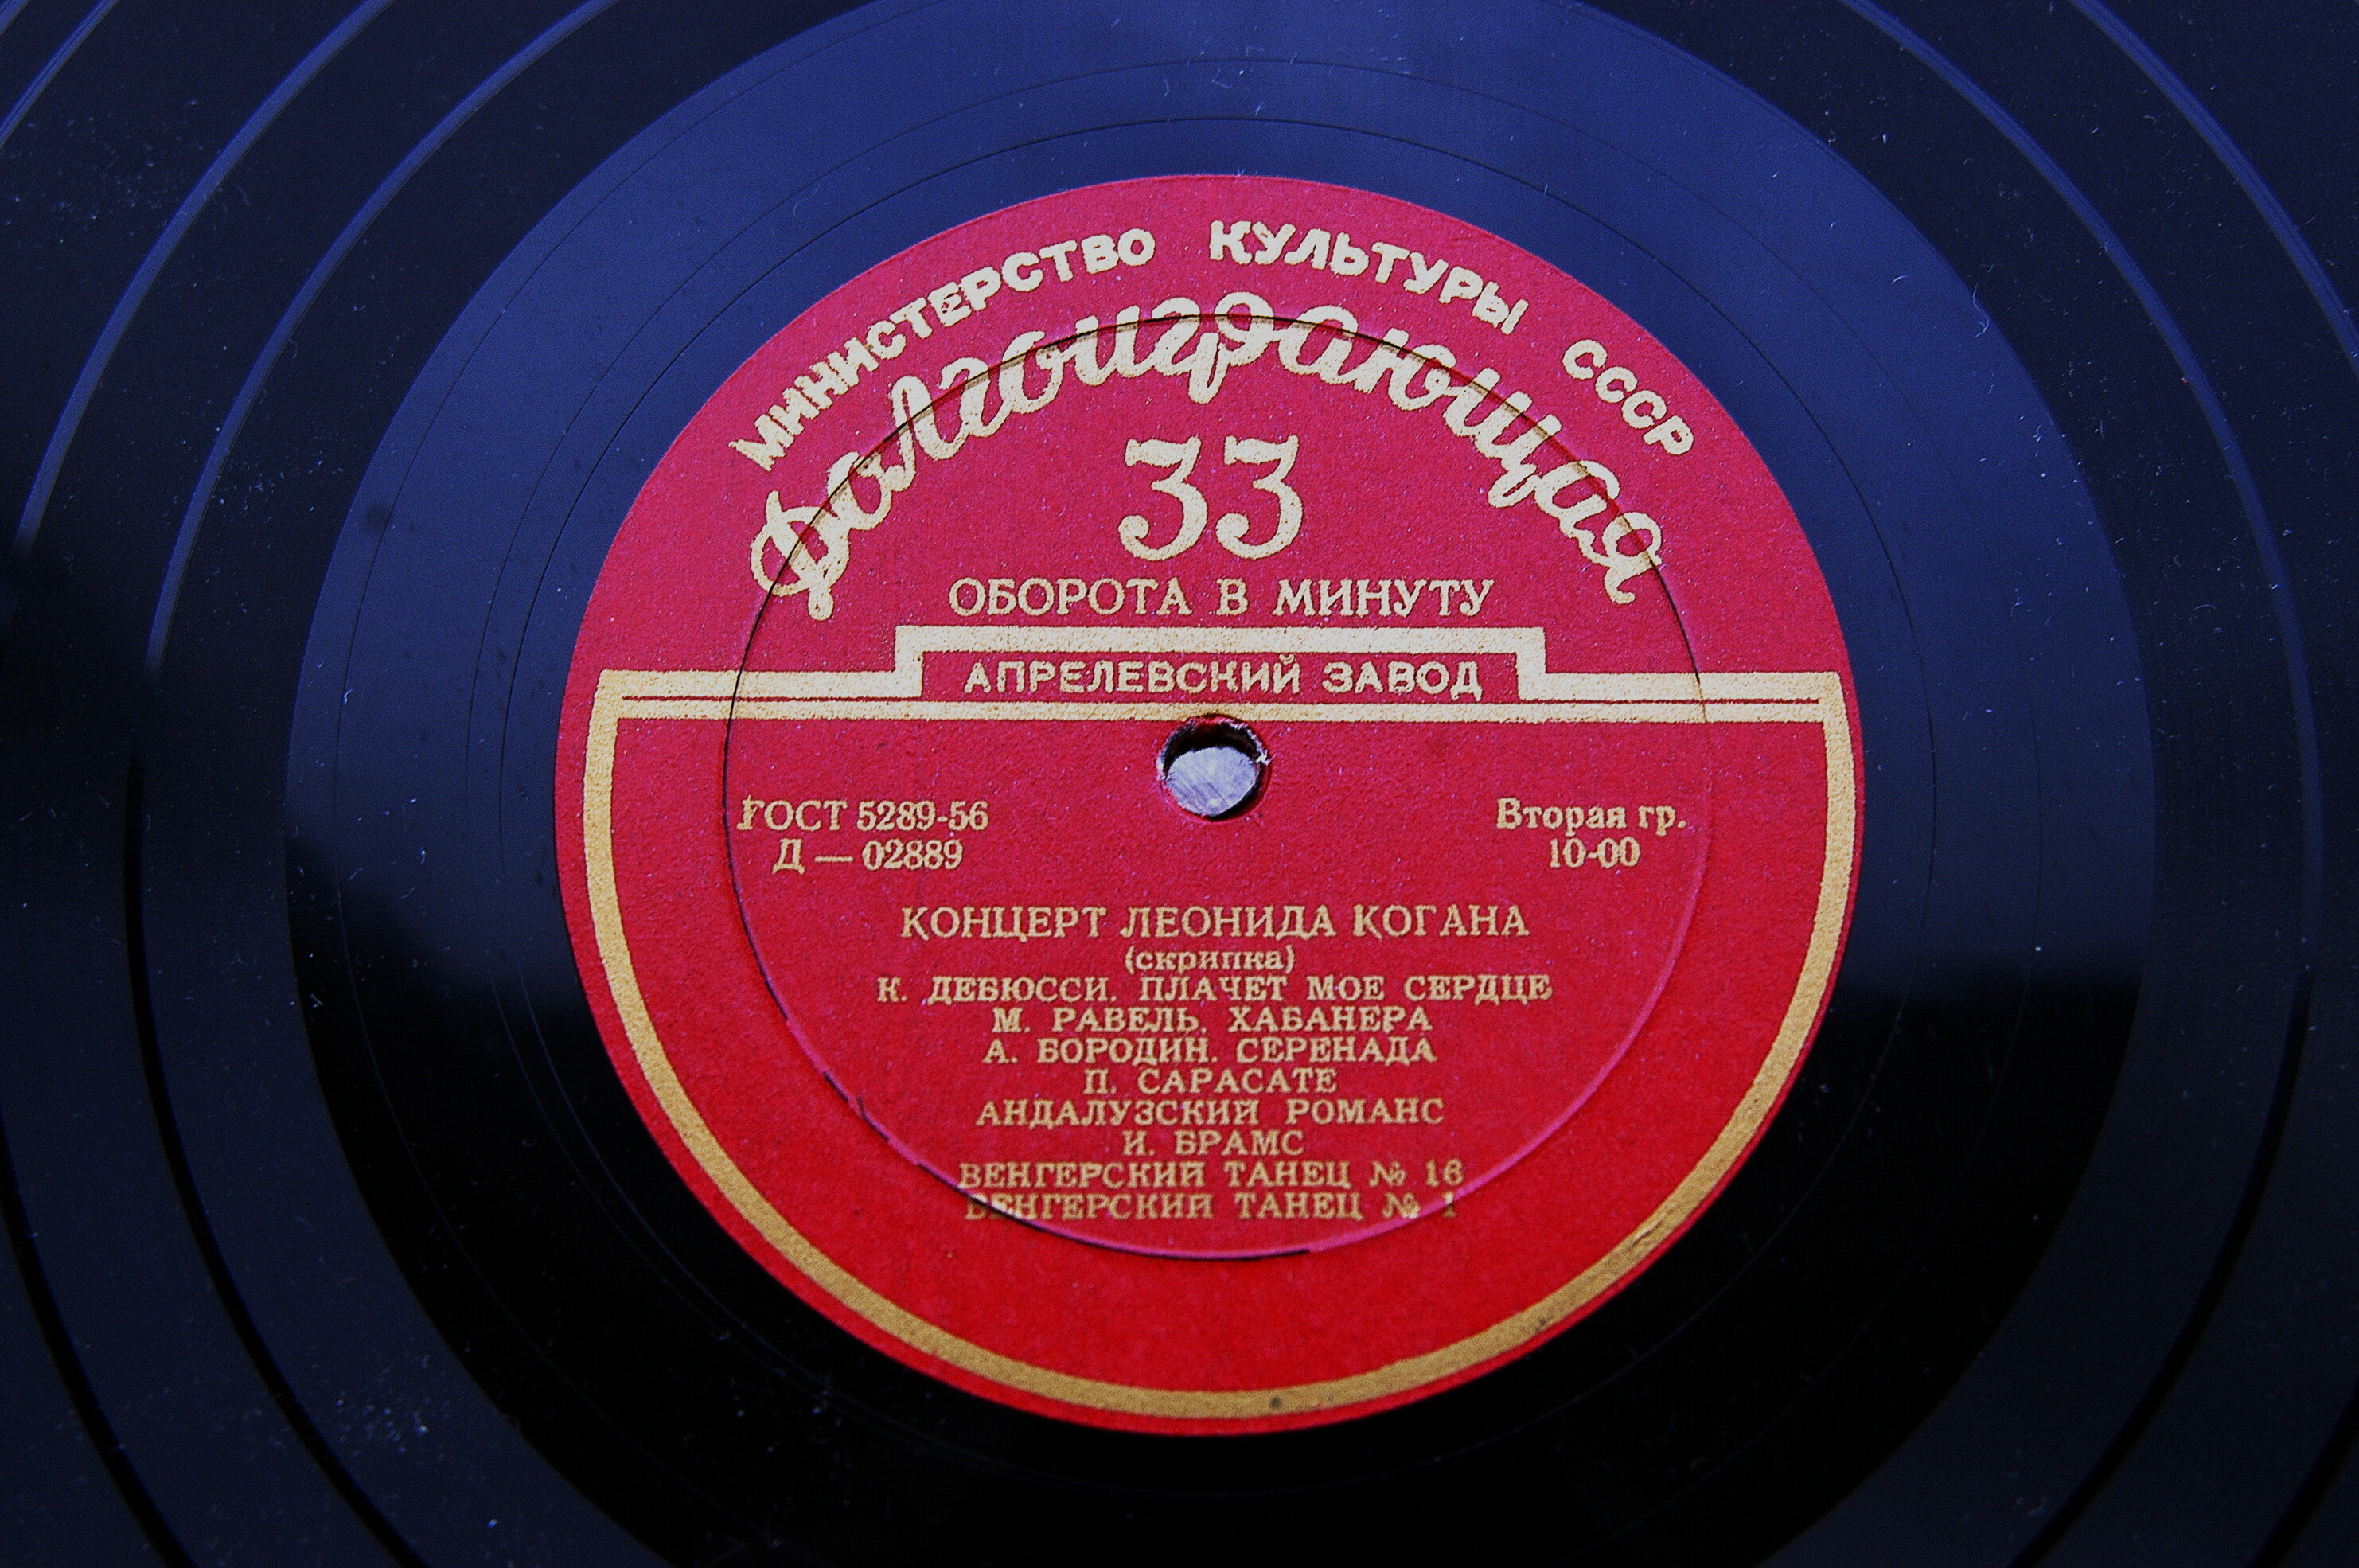 МИНИСТЕРСТВО КУЛЬТУРЫ СССР
Долгоиграющая
33
ОБОРОТА В МИНУТУ
АПРЕЛЕВСКИЙ ЗАВОД
ГОСТ 5289-56
Д — 02889
Вторая гр.
10-00
КОНЦЕРТ ЛЕОНИДА КОГАНА
(скрипка)
К. ДЕБЮССИ. ПЛАЧЕТ МОЕ СЕРДЦЕ
М. РАВЕЛЬ. ХАБАНЕРА
А. БОРОДИН. СЕРЕНАДА
П. САРАСАТЕ
АНДАЛУЗСКИЙ РОМАНС
И. БРАМС
ВЕНГЕРСКИЙ ТАНЕЦ № 16
ВЕНГЕРСКИЙ ТАНЕЦ № 1